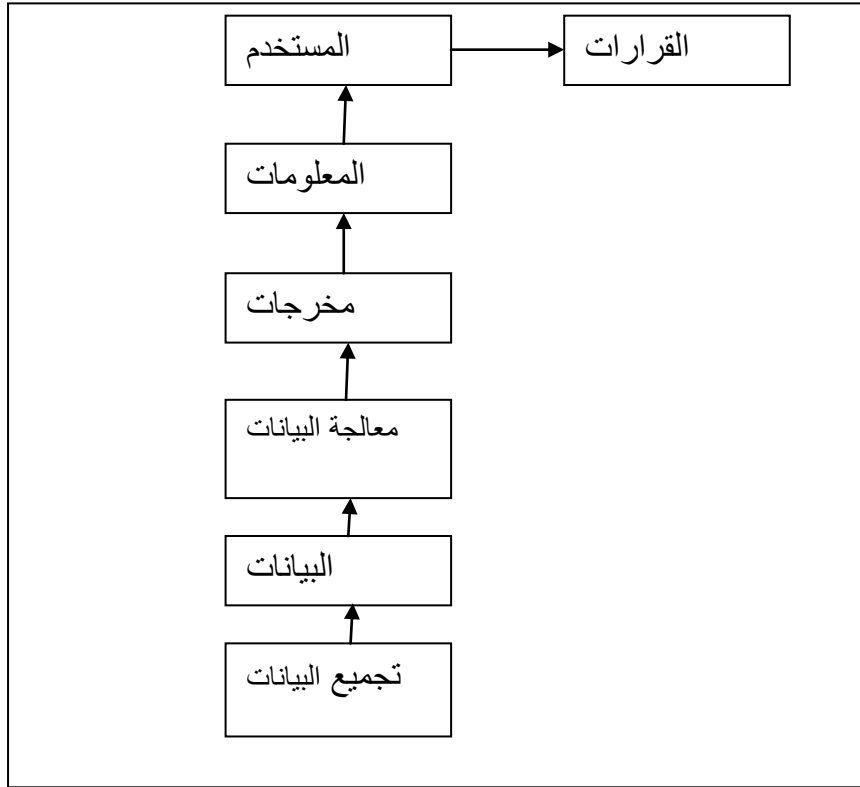 المستخدم
القرارات
المعلومات
مخرجات
معالجة البيانات
البيانات
تجميع البيانات